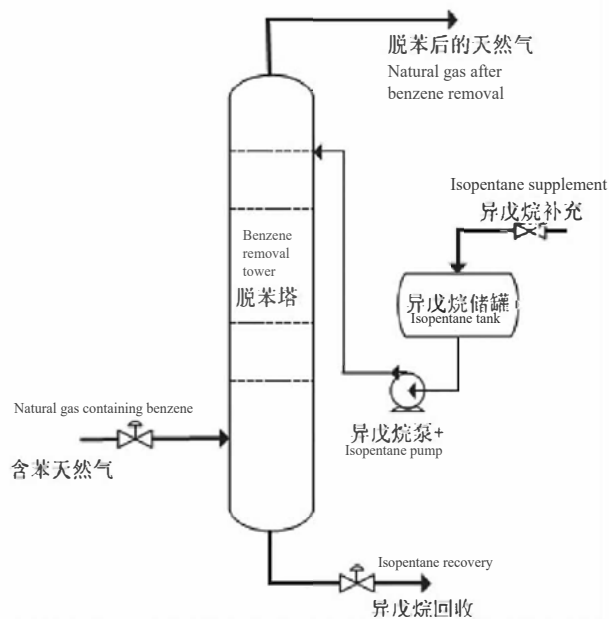 脱苯后的天然气
Natural gas after
benzene removal
Isopentane supplement
异戊烷补充
Benzene
removal
tower
脱苯塔
异戊烷储罐
Isopentane tank
Natural gas containing benzene
含苯天然气
异戊烷泵+
Isopentane pump
Isopentane recovery
异戊烷回收